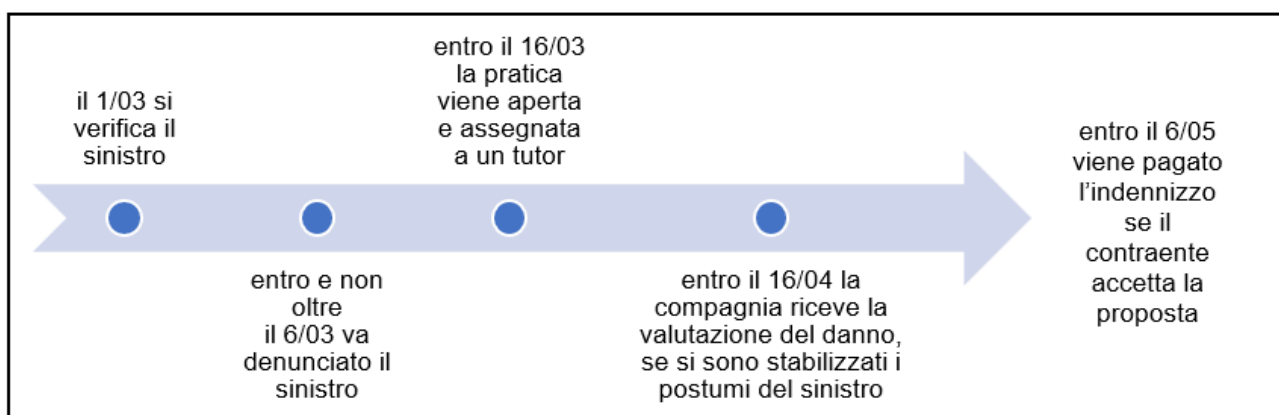 il 1/03 si
verifica il
sinistro
entro e non
oltre
il 6/03 va
denunciato il
sinistro
entro il 16/03
la pratica
viene aperta
e assegnata
a un tutor
entro il 16/04 la
compagnia riceve la
valutazione del danno,
se si sono stabilizzati i
postumi del sinistro
entro il 6/05
viene pagato
l’indennizzo
se il
contraente
accetta la
proposta